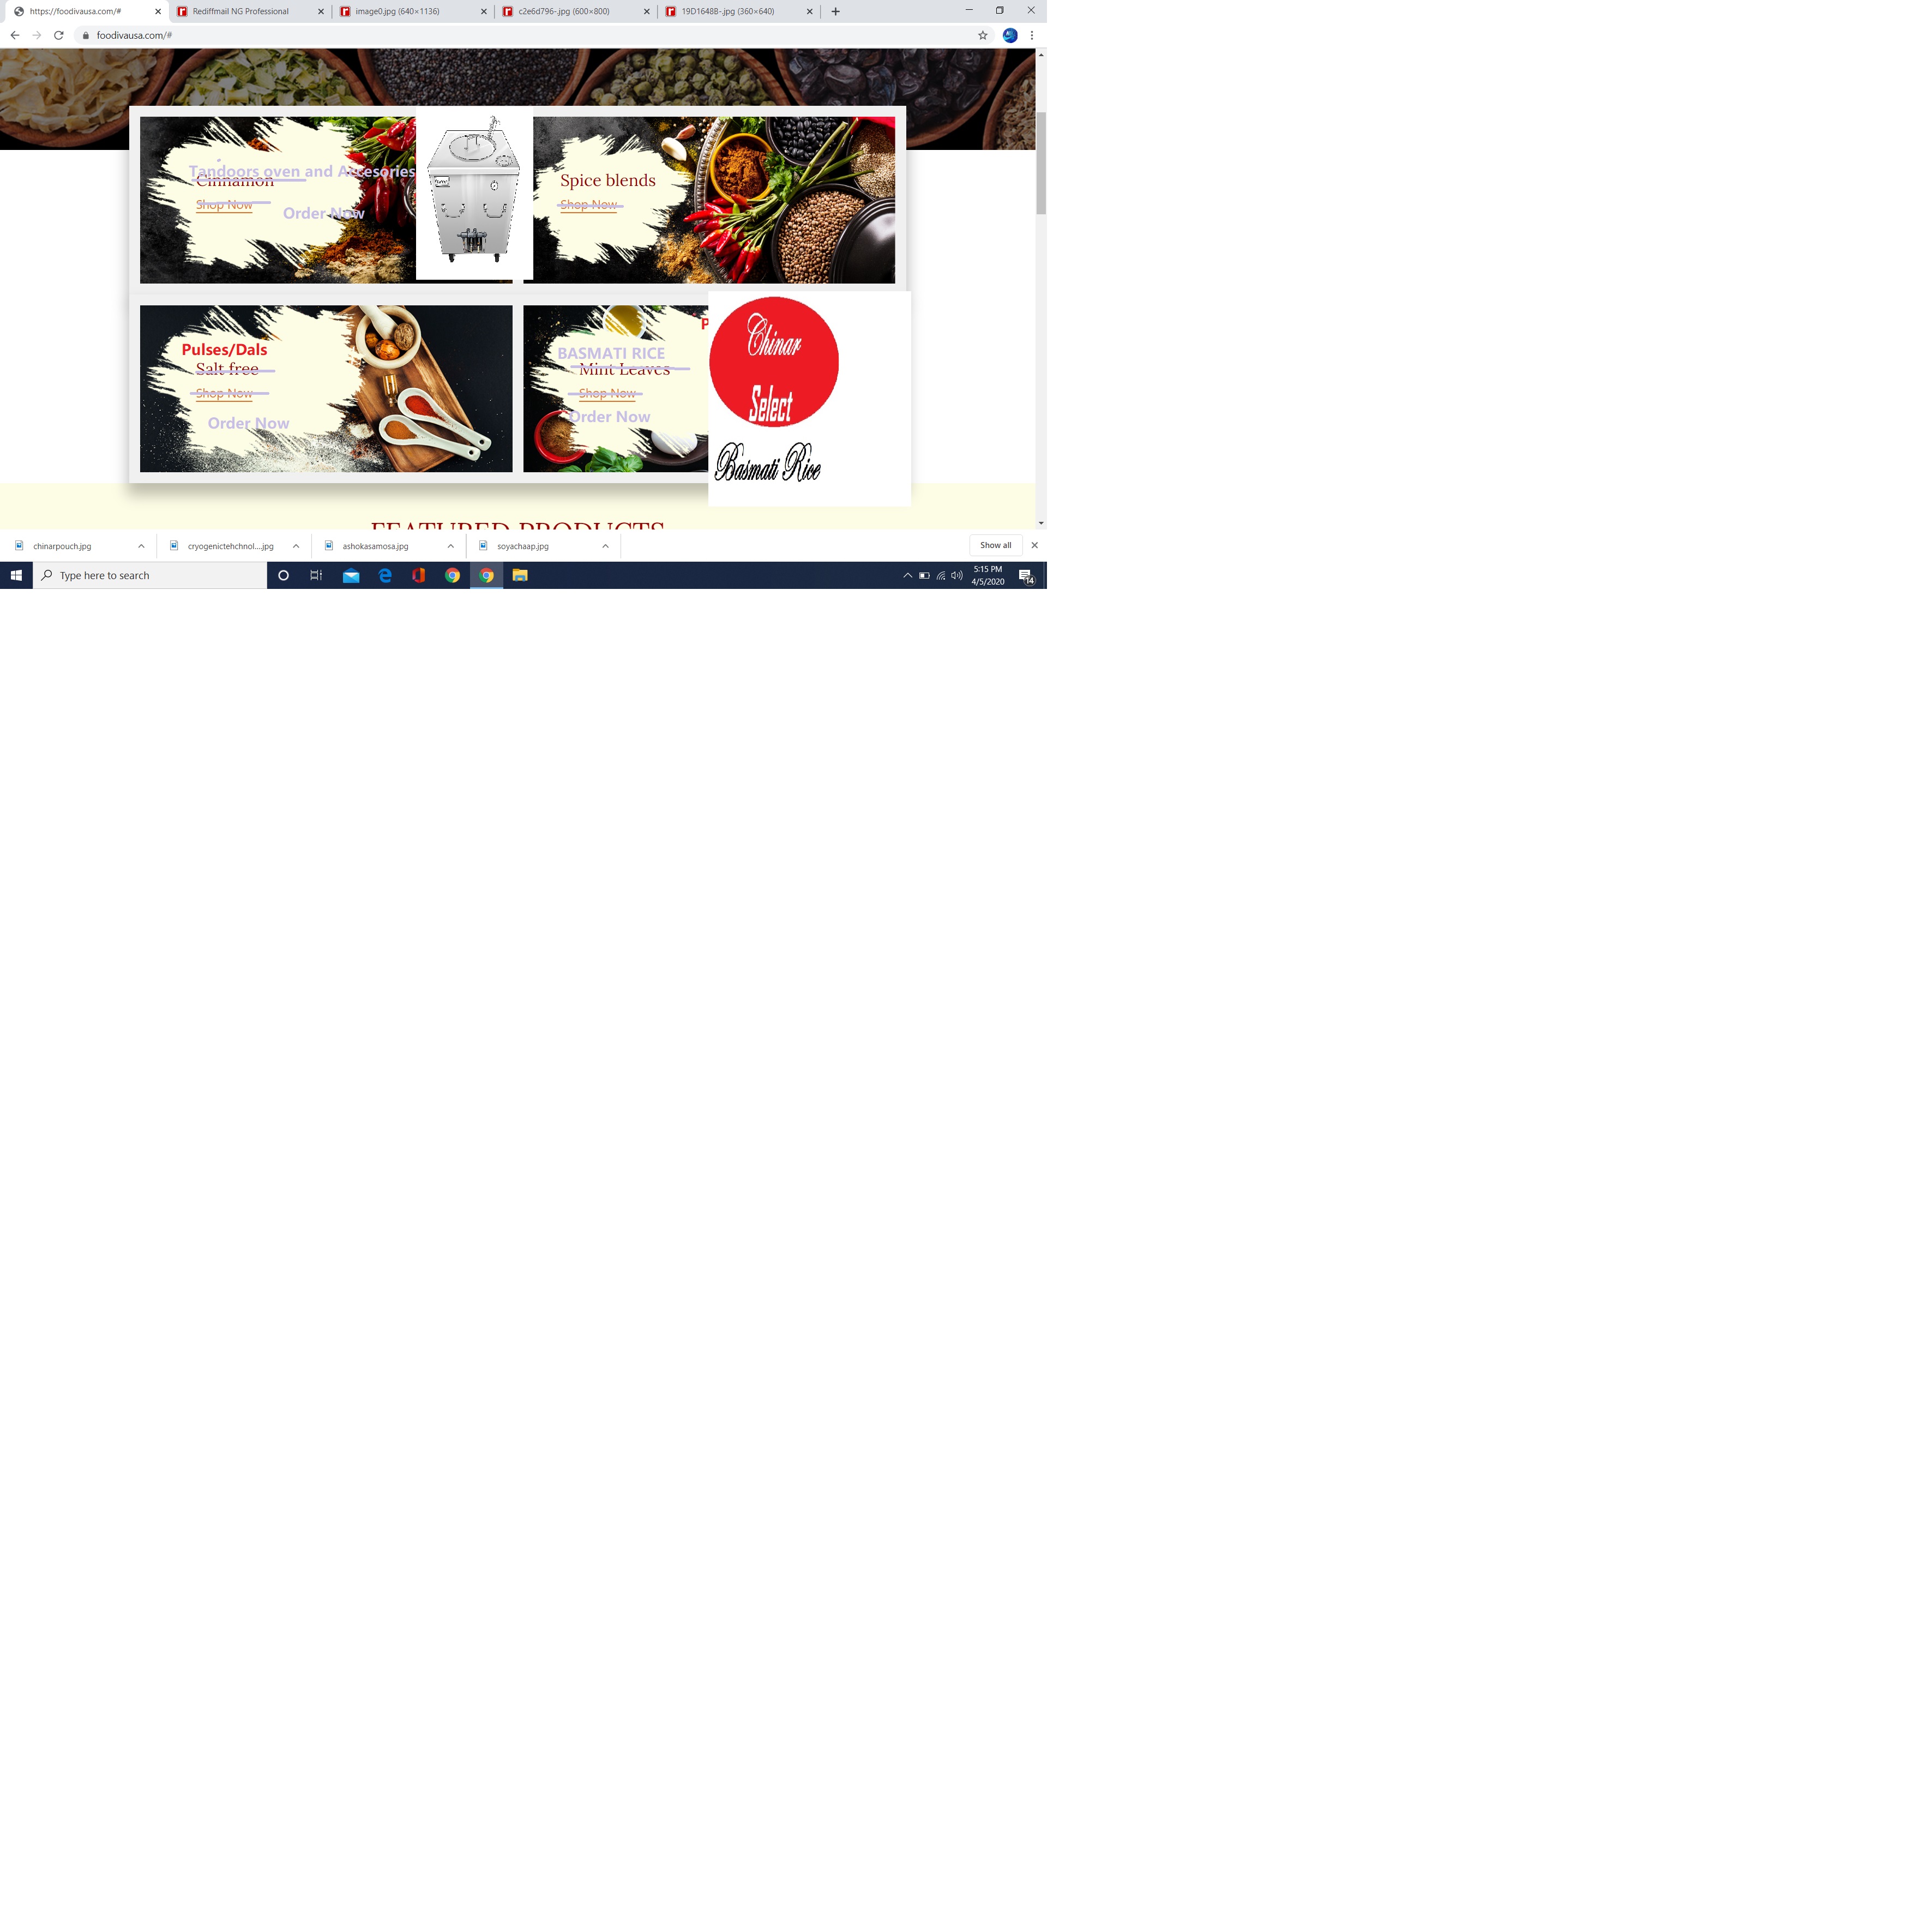 https://foodivausa.com/#
Rediffmail NG Professional
image0.jpg (640×1136)
c2e6d796-.jpg (600×800)
19D1648B-.jpg (360×640)
foodivausa.com/#
Tandoors oven and Accesories
Cinnamon
Shop Now
Order Now
Spice blends
Shop Now
Pulses/Dals
Salt free
Shop Now
Order Now
P
BASMATI RICE
Mint Leaves
Shop Now
Order Now
Chinar
Select
Basmati Rice
FEATURED PRODUCTS
chinarpouch.jpg
cryogenictehchnol....jpg
ashokasamosa.jpg
soyachaap.jpg
Show all
Type here to search
5:15 PM
4/5/2020
14